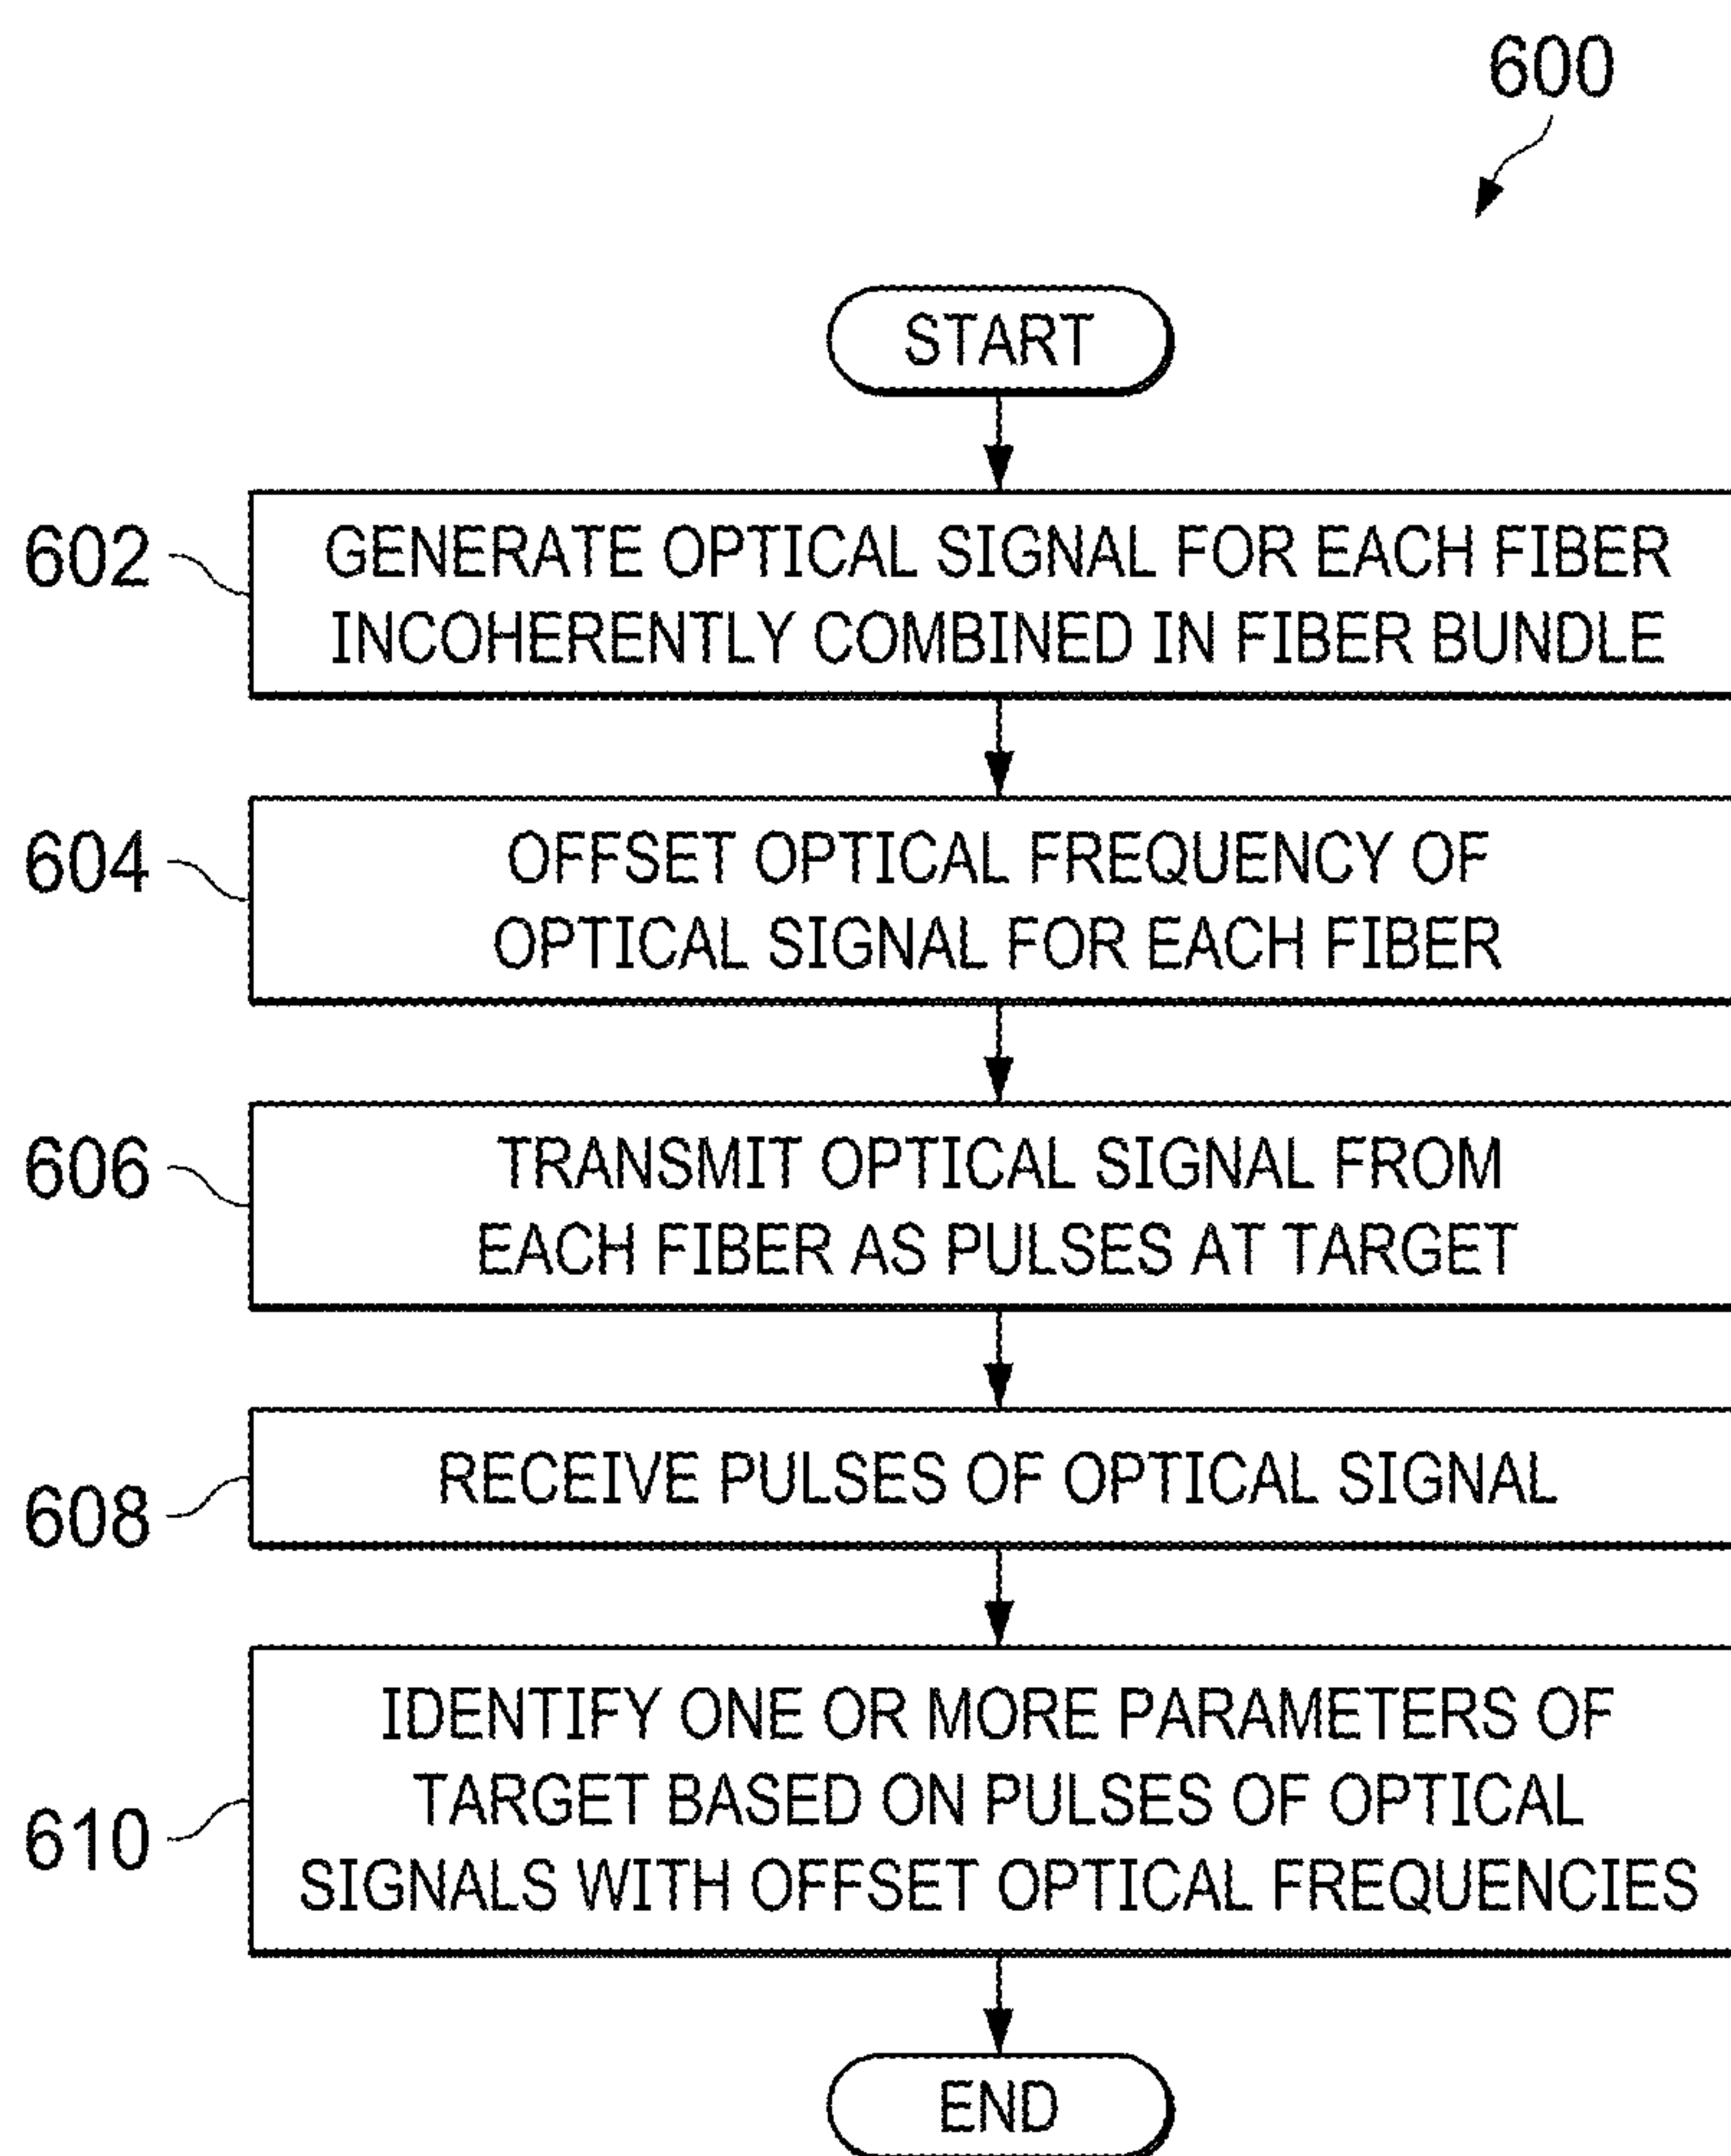 600
START
602
GENERATE OPTICAL SIGNAL FOR EACH FIBER
INCOHERENTLY COMBINED IN FIBER BUNDLE
604
OFFSET OPTICAL FREQUENCY OF
OPTICAL SIGNAL FOR EACH FIBER
606
TRANSMIT OPTICAL SIGNAL FROM
EACH FIBER AS PULSES AT TARGET
608
RECEIVE PULSES OF OPTICAL SIGNAL
610
IDENTIFY ONE OR MORE PARAMETERS OF
TARGET BASED ON PULSES OF OPTICAL
SIGNALS WITH OFFSET OPTICAL FREQUENCIES
END